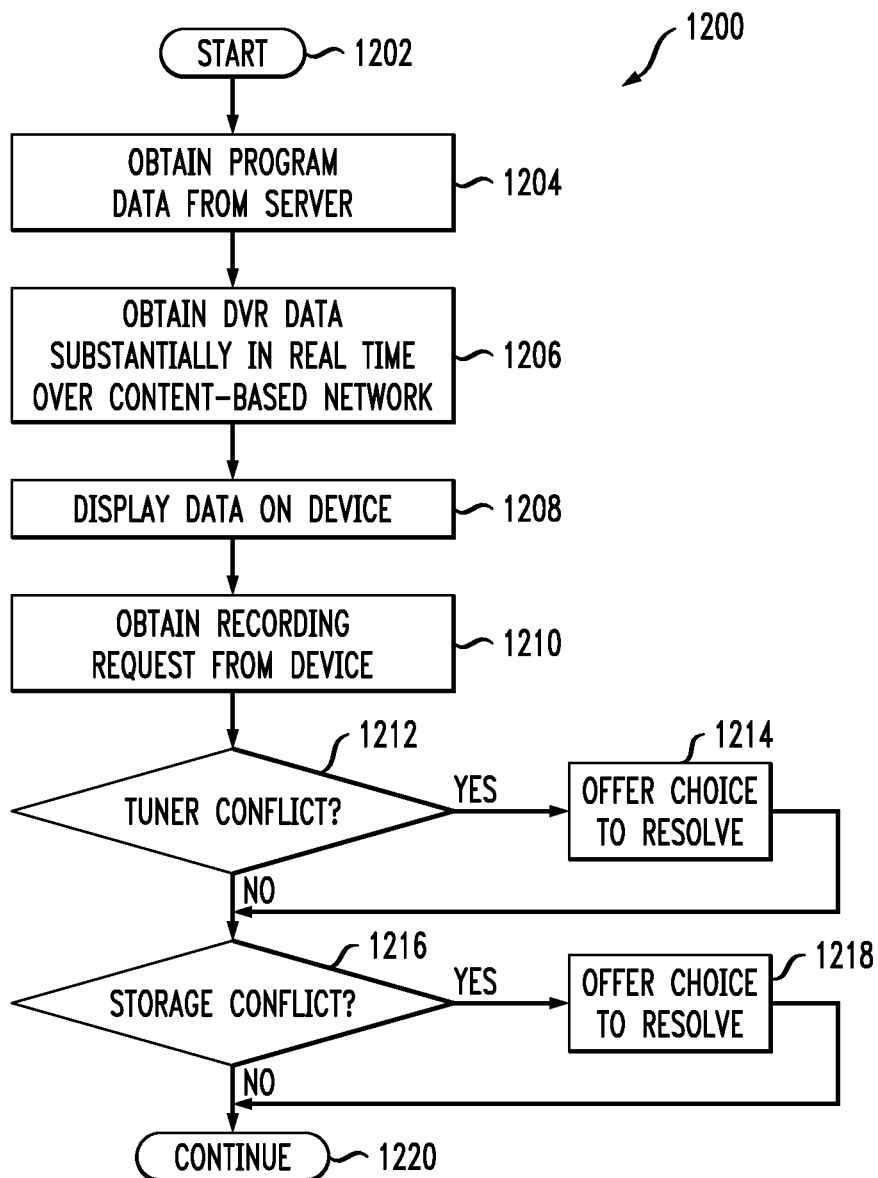 1200
START
1202
OBTAIN PROGRAM
DATA FROM SERVER
1204
OBTAIN DVR DATA
SUBSTANTIALLY IN REAL TIME
OVER CONTENT-BASED NETWORK
1206
DISPLAY DATA ON DEVICE
1208
OBTAIN RECORDING
REQUEST FROM DEVICE
1210
1212
TUNER CONFLICT?
YES
1214
OFFER CHOICE
TO RESOLVE
NO
1216
STORAGE CONFLICT?
YES
1218
OFFER CHOICE
TO RESOLVE
NO
CONTINUE
1220